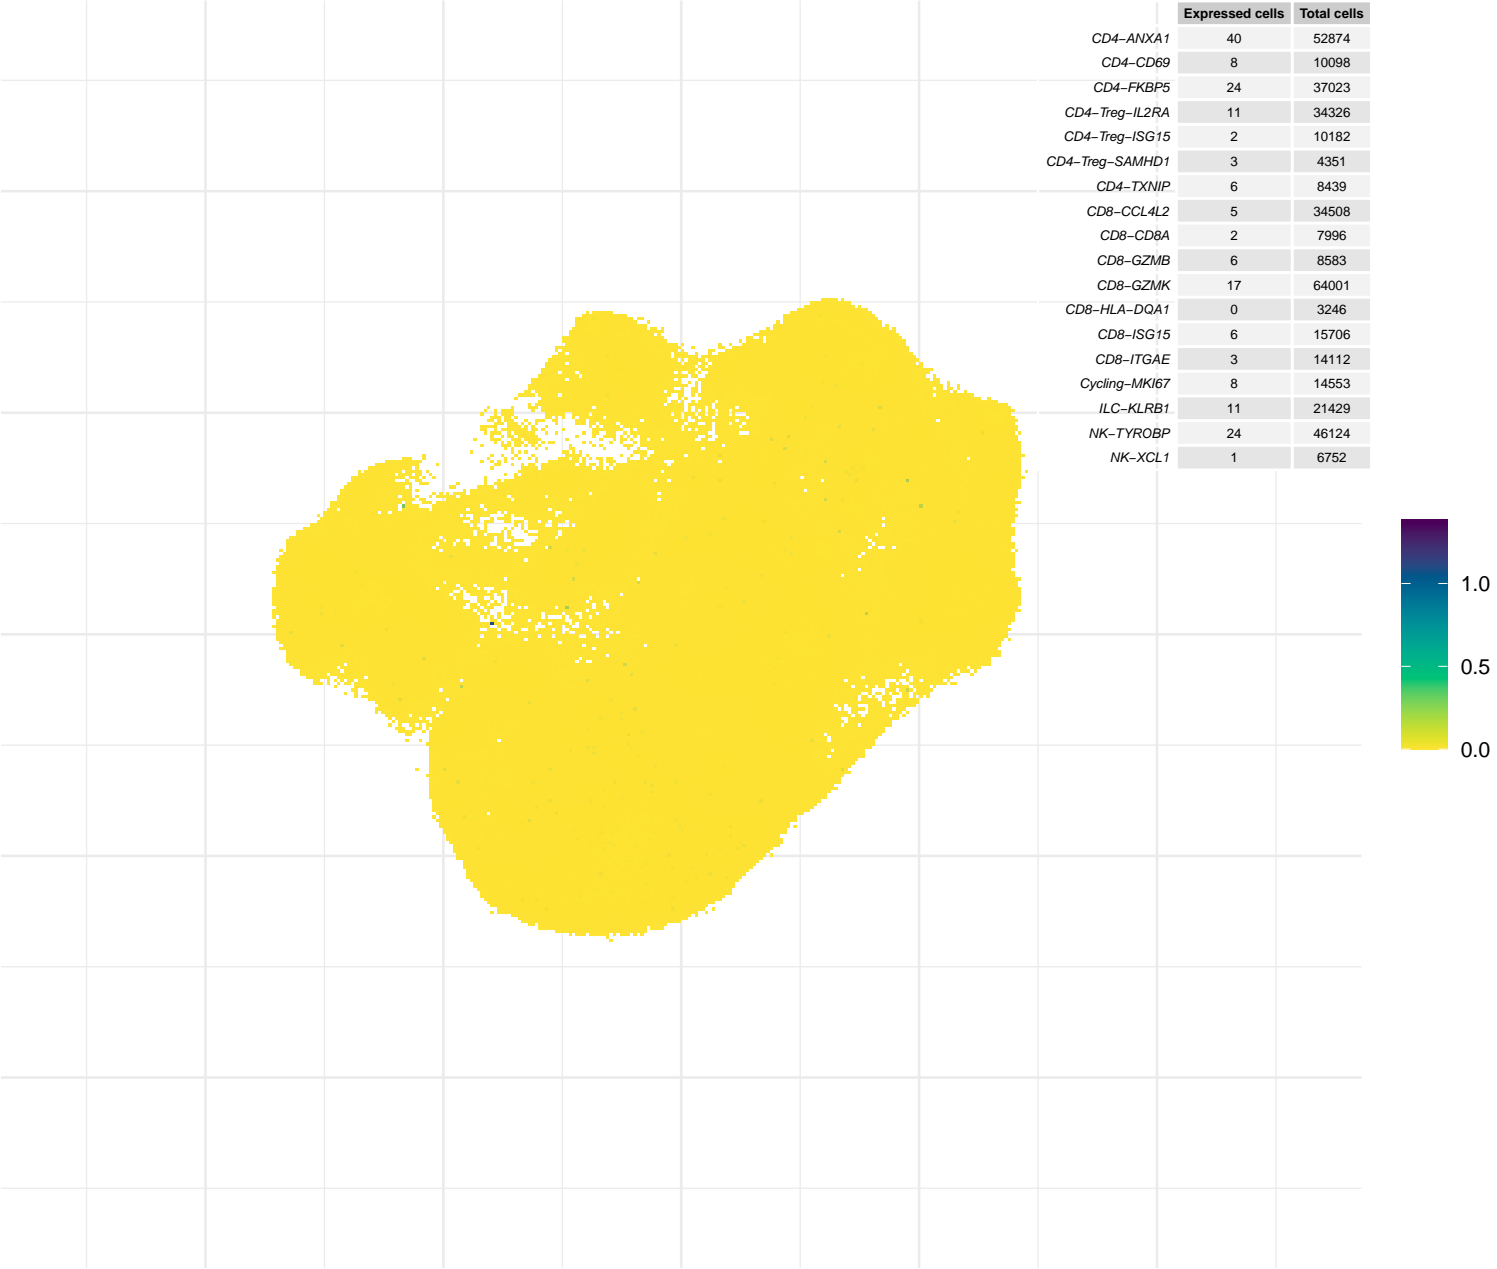 Expressed cells Total cells
CD4−ANXA1 40 52874
CD4−CD69 8 10098
CD4−FKBP5 24 37023
CD4−Treg−IL2RA 11 34326
CD4−Treg−ISG15 2 10182
CD4−Treg−SAMHD1 3 4351
CD4−TXNIP 6 8439
CD8−CCL4L2 5 34508
CD8−CD8A 2 7996
CD8−GZMB 6 8583
CD8−GZMK 17 64001
CD8−HLA−DQA1 0 3246
CD8−ISG15 6 15706
CD8−ITGAE 3 14112
Cycling−MKI67 8 14553
ILC−KLRB1 11 21429
NK−TYROBP 24 46124
NK−XCL1 1 6752
1.0
0.5
0.0